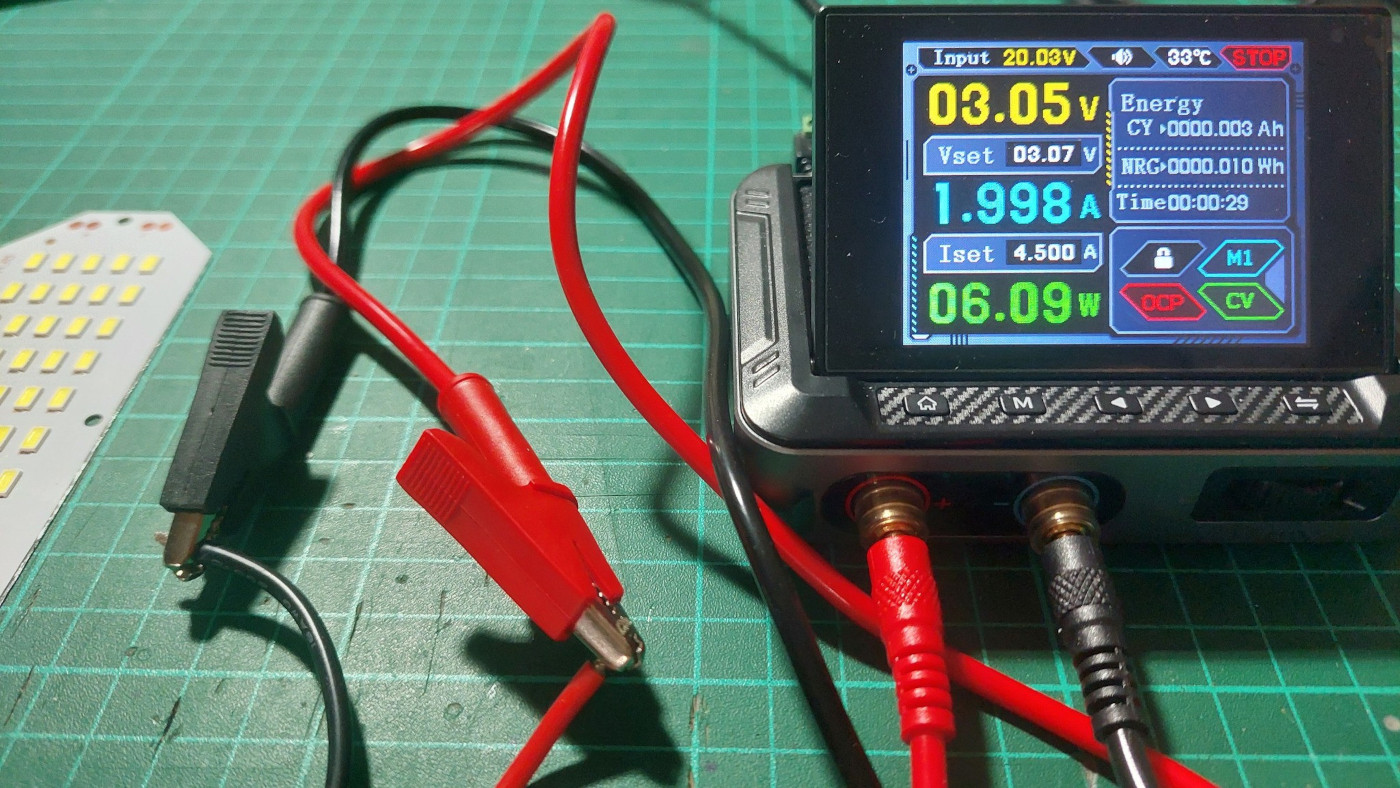 Input 20.03V 33℃ STOP
03.05 V
Vset 03.07 V
1.998 A
Iset 4.500 A
06.09 W
Energy
CY▸0000.003 Ah
NRG▸0000.010 Wh
Time 00:00:29
M1
OCP CV
M
+ −